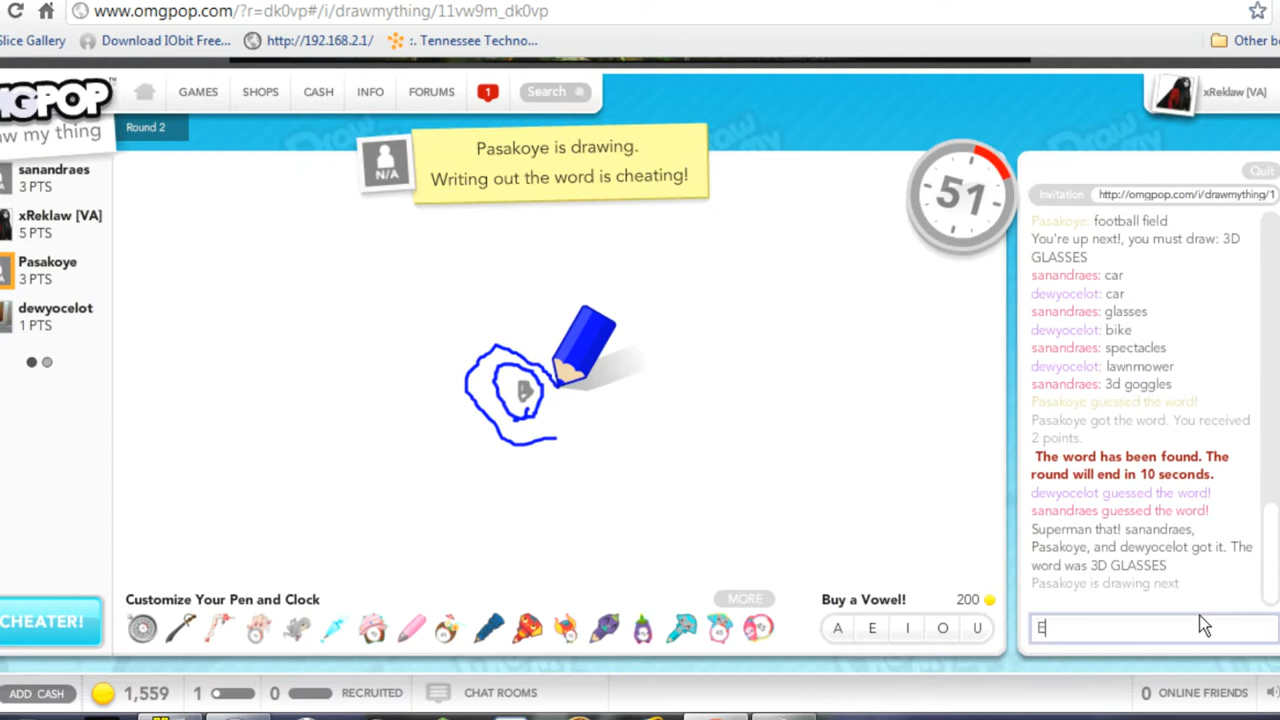 www.omgpop.com/?r=dk0vp#/i/drawmything/11vw9m_dk0vp
Slice Gallery Download IObit Free... http://192.168.2.1/ :. Tennessee Techno...
GAMES SHOPS CASH INFO FORUMS 1 Search
xReklaw [VA]
my thing
Round 2
Pasakoye is drawing.
Writing out the word is cheating!
N/A
51
sanandraes
3 PTS
xReklaw [VA]
5 PTS
Pasakoye
3 PTS
dewyocelot
1 PTS
CHEATER!
Quit
Invitation http://omgpop.com/i/drawmything/1
Pasakoye: football field
You're up next!, you must draw: 3D
GLASSES
sanandraes: car
dewyocelot: car
sanandraes: glasses
dewyocelot: bike
sanandraes: spectacles
dewyocelot: lawnmower
sanandraes: 3d goggles
Pasakoye guessed the word!
Pasakoye got the word. You received
2 points.
The word has been found. The
round will end in 10 seconds.
dewyocelot guessed the word!
sanandraes guessed the word!
Superman that! sanandraes,
Pasakoye, and dewyocelot got it. The
word was 3D GLASSES
Pasakoye is drawing next
E
Customize Your Pen and Clock MORE
Buy a Vowel! 200
A E I O U
ADD CASH 1,559 1 0 RECRUITED CHAT ROOMS 0 ONLINE FRIENDS